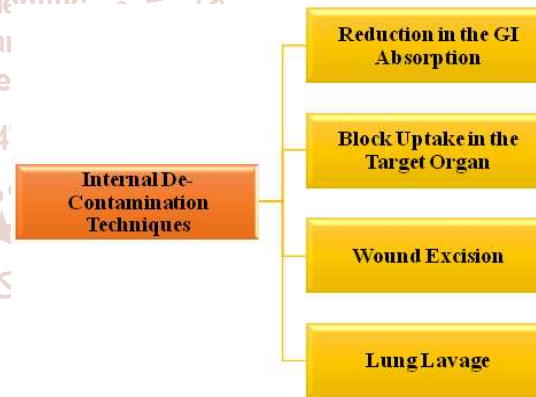 Reduction in the GI
Absorption
Block Uptake in the
Target Organ
Internal De-
Contamination
Techniques
Wound Excision
Lung Lavage